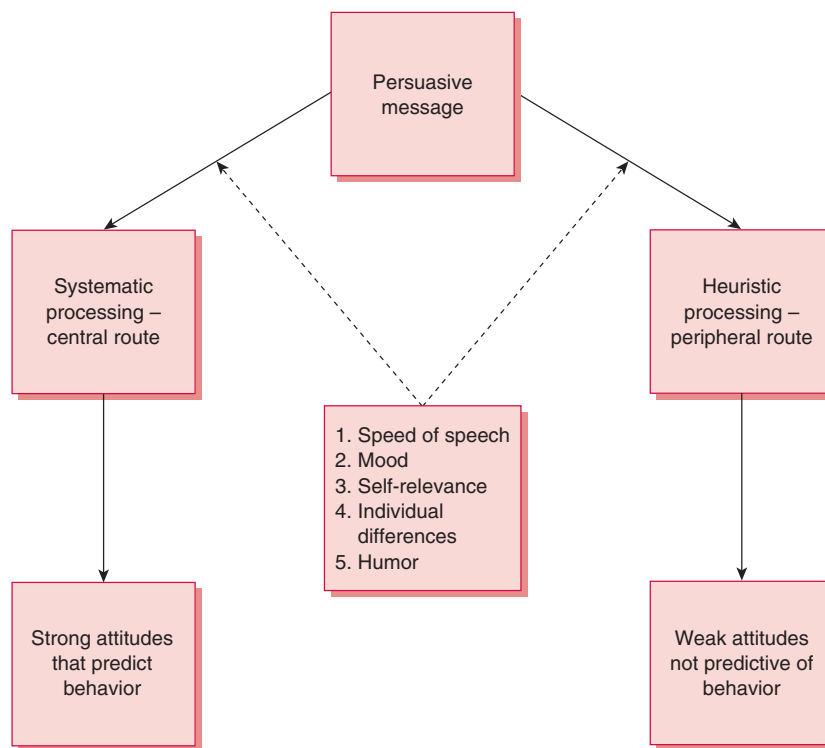 Persuasive
message
Systematic
processing –
central route
Heuristic
processing –
peripheral route
1. Speed of speech
2. Mood
3. Self-relevance
4. Individual
differences
5. Humor
Strong attitudes
that predict
behavior
Weak attitudes
not predictive of
behavior